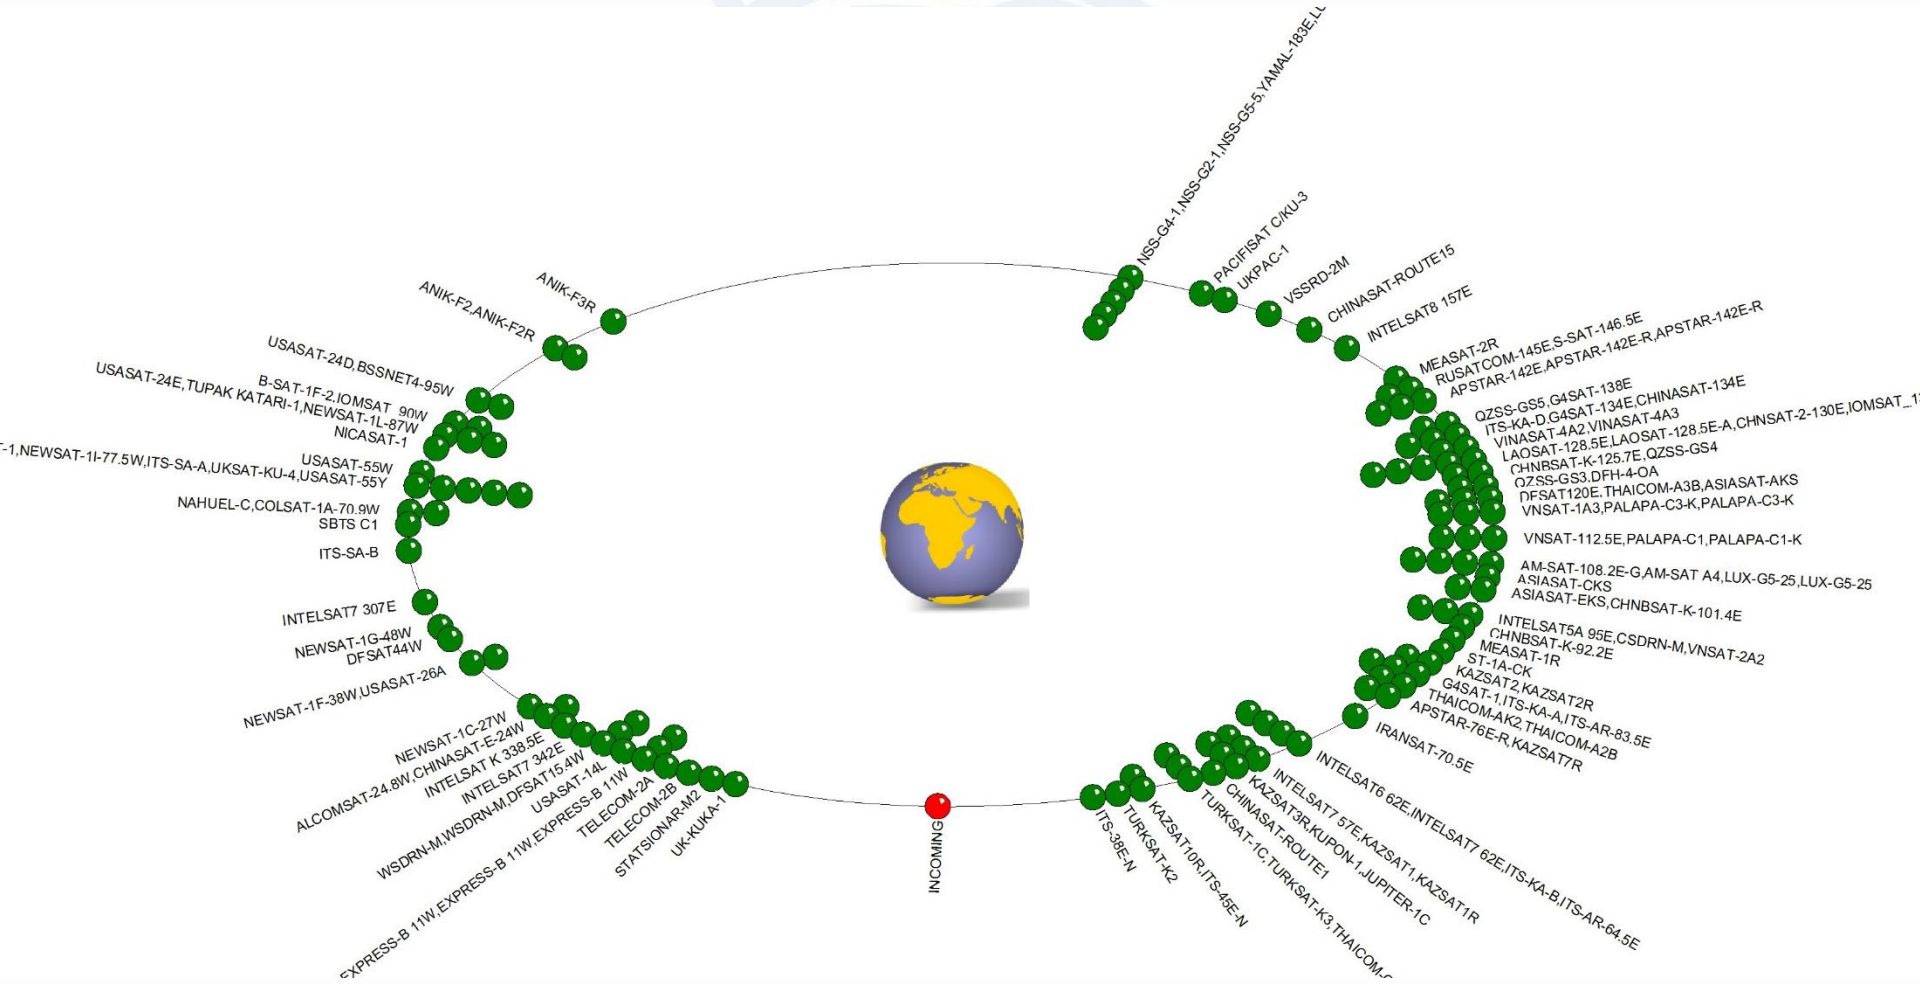 NSS-G4-1,NSS-G2-1,NSS-G5-5,YAMAL-183E,
PACIFISAT C/KU-3
UKPAC-1
VSSRD-2M
CHINASAT-ROUTE15
INTELSAT8 157E
MEASAT-2R
RUSATCOM-145E,S-SAT-146.5E
APSTAR-142E,APSTAR-142E-R,APSTAR-142E-R
QZSS-GS5,G4SAT-138E
ITS-KA-D,G4SAT-134E,CHINASAT-134E
VINASAT-4A2,VINASAT-4A3
LAOSAT-128.5E,LAOSAT-128.5E-A,CHNSAT-2-130E,
CHNBSAT-K-125.7E,QZSS-GS4
QZSS-GS3,DFH-4-OA
DFSAT120E,THAICOM-A3B,ASIASAT-AKS
VNSAT-1A3,PALAPA-C3-K,PALAPA-C3-K
VNSAT-112.5E,PALAPA-C1,PALAPA-C1-K
AM-SAT-108.2E-G,AM-SAT A4,LUX-G5-25,LUX-G5-25
ASIASAT-CKS
ASIASAT-EKS,CHNBSAT-K-101.4E
INTELSAT5A 95E,CSDRN-M,VNSAT-2A2
CHNBSAT-K-92.2E
MEASAT-1R
ST-1A-CK
KAZSAT2,KAZSAT2R
G4SAT-1,ITS-KA-A,ITS-AR-83.5E
THAICOM-AK2,THAICOM-A2B
APSTAR-76E-R,KAZSAT7R
IRANSAT-70.5E
INTELSAT6 62E,INTELSAT7 62E,ITS-KA-B,ITS-AR-64.5E
INTELSAT7 57E,KAZSAT1,KAZSAT1R
KAZSAT3R,KUPON-1,JUPITER-1C
CHINASAT-ROUTE1
TURKSAT-1C,TURKSAT-K3,
KAZSAT10R,ITS-45E-N
TURKSAT-K2
ITS-38E-N
INCOMING
UK-KUKA-1
STATSIONAR-M2
TELECOM-2B
TELECOM-2A
EXPRESS-B 11W,EXPRESS-B 11W,EXPRESS-B 11W
USASAT-14L
WSDRN-M,WSDRN-M,DFSAT15.4W
INTELSAT7 342E
INTELSAT K 338.5E
ALCOMSAT-24.8W,CHINASAT-E-24W
NEWSAT-1C-27W
NEWSAT-1F-38W,USASAT-26A
DFSAT44W
NEWSAT-1G-48W
INTELSAT7 307E
ITS-SA-B
SBTS C1
NAHUEL-C,COLSAT-1A-70.9W
NEWSAT-1I-77.5W,ITS-SA-A,UKSAT-KU-4,USASAT-55Y
USASAT-55W
NICASAT-1
USASAT-24E,TUPAK KATARI-1,NEWSAT-1L-87W
B-SAT-1F-2,IOMSAT_90W
USASAT-24D,BSSNET4-95W
ANIK-F2,ANIK-F2R
ANIK-F3R